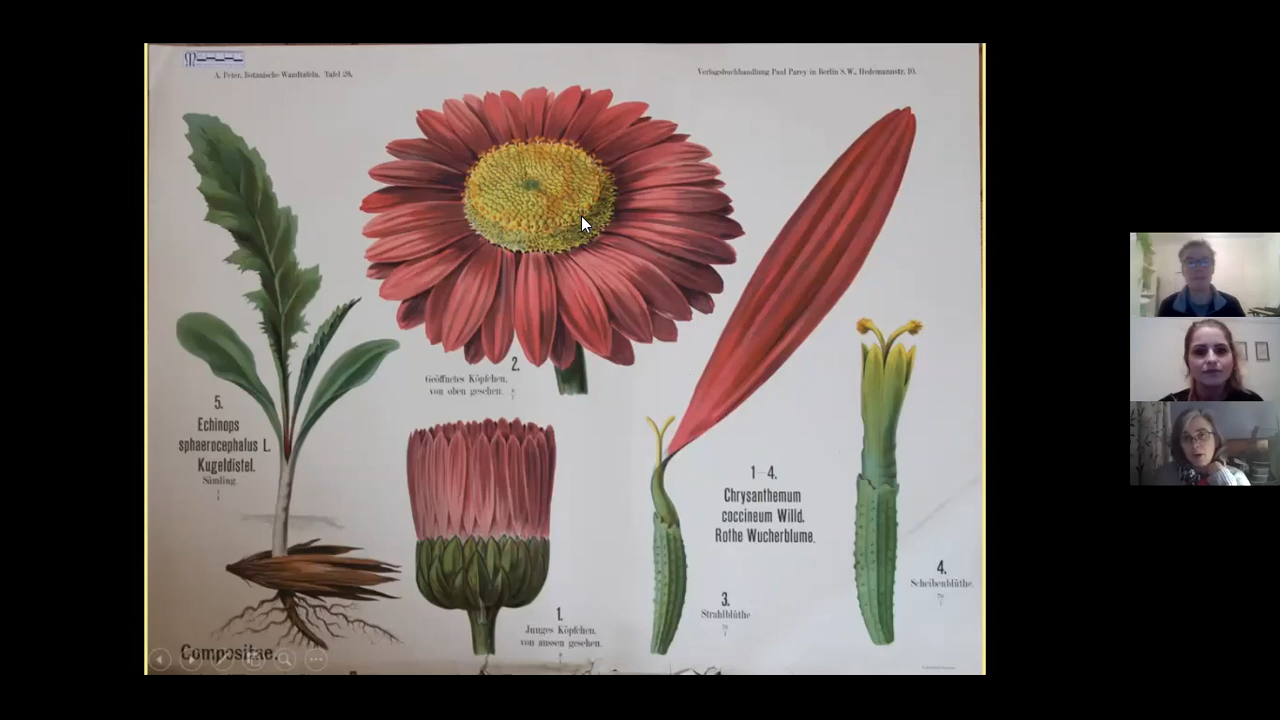 A. Peter, Botanische Wandtafeln. Tafel 28.
Verlagsbuchhandlung Paul Parey in Berlin S.W., Hedemannstr. 10.
2.
Geöffnetes Köpfchen,
von oben gesehen.
5.
Echinops
sphaerocephalus L.
Kugeldistel.
Sämling.
1–4.
Chrysanthemum
coccineum Willd.
Rothe Wucherblume.
4.
Scheibenblüthe.
3.
Strahlblüthe
1.
Junges Köpfchen,
von aussen gesehen.
Compositae.